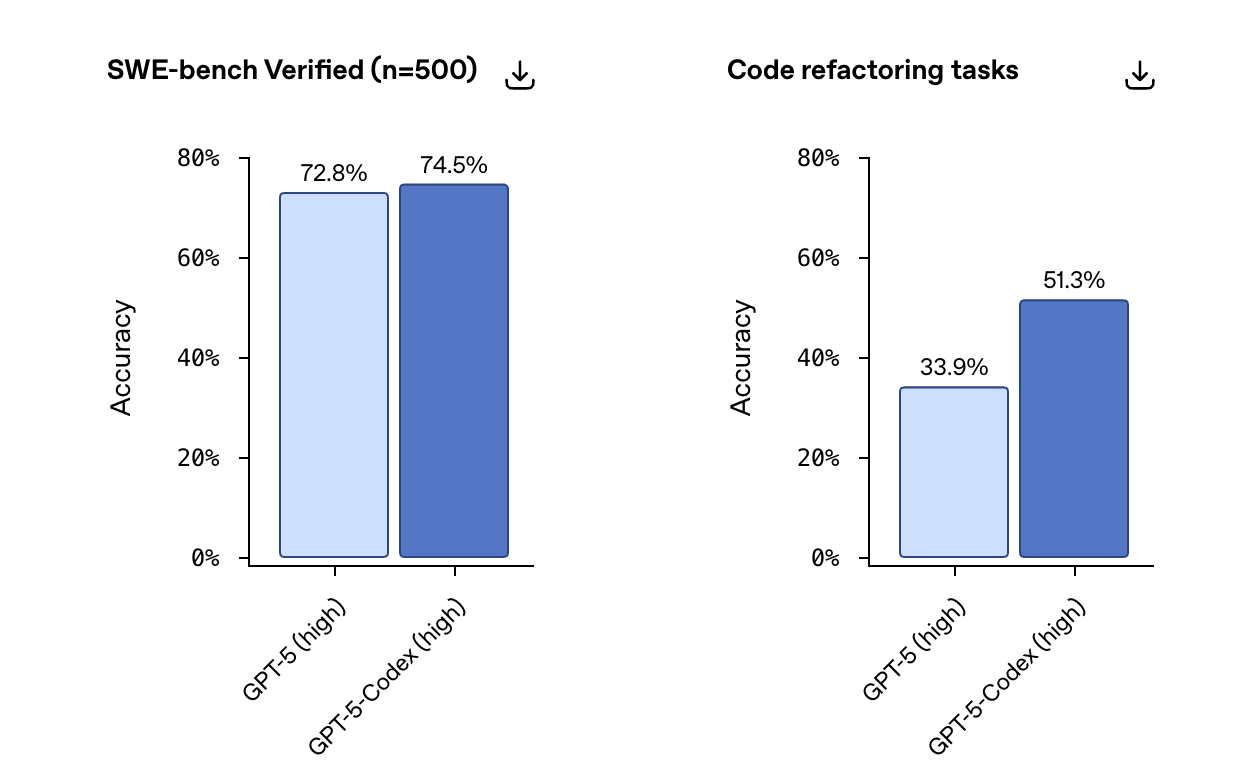 SWE-bench Verified (n=500)
80%
60%
40%
20%
0%
Accuracy
72.8%
74.5%
GPT-5 (high)
GPT-5-Codex (high)
Code refactoring tasks
80%
60%
40%
20%
0%
Accuracy
33.9%
51.3%
GPT-5 (high)
GPT-5-Codex (high)